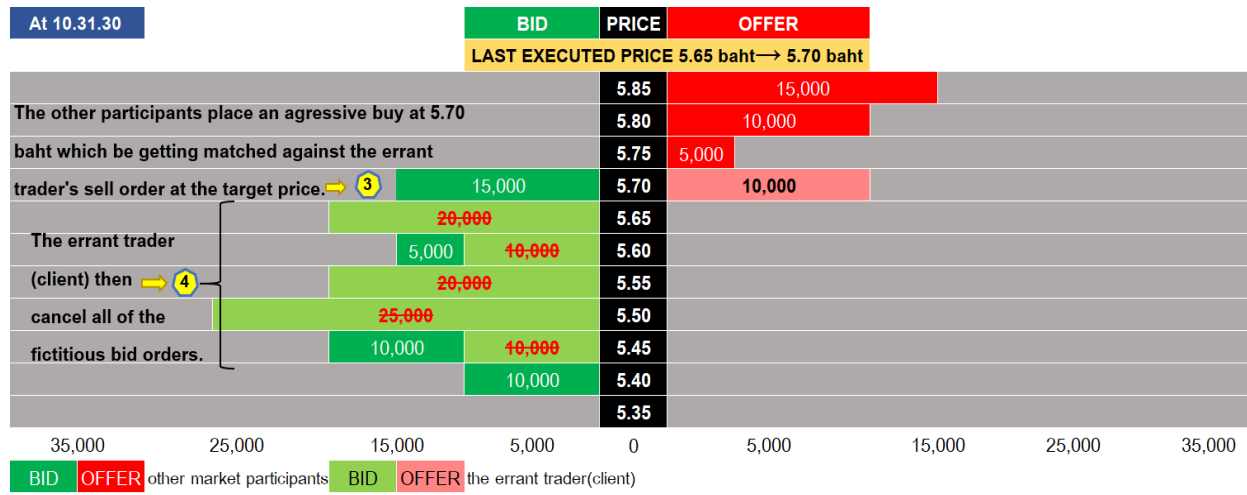 At 10.31.30 BID PRICE OFFER
LAST EXECUTED PRICE 5.65 baht→ 5.70 baht
5.85 15,000
The other participants place an agressive buy at 5.70 5.80 10,000
baht which be getting matched against the errant 5.75 5,000
trader's sell order at the target price. 3 15,000 5.70 10,000
20,000 5.65
The errant trader 5,000 10,000 5.60
(client) then 4 20,000 5.55
cancel all of the 25,000 5.50
fictitious bid orders. 10,000 10,000 5.45
10,000 5.40
5.35
35,000 25,000 15,000 5,000 0 5,000 15,000 25,000 35,000
BID OFFER other market participants BID OFFER the errant trader(client)